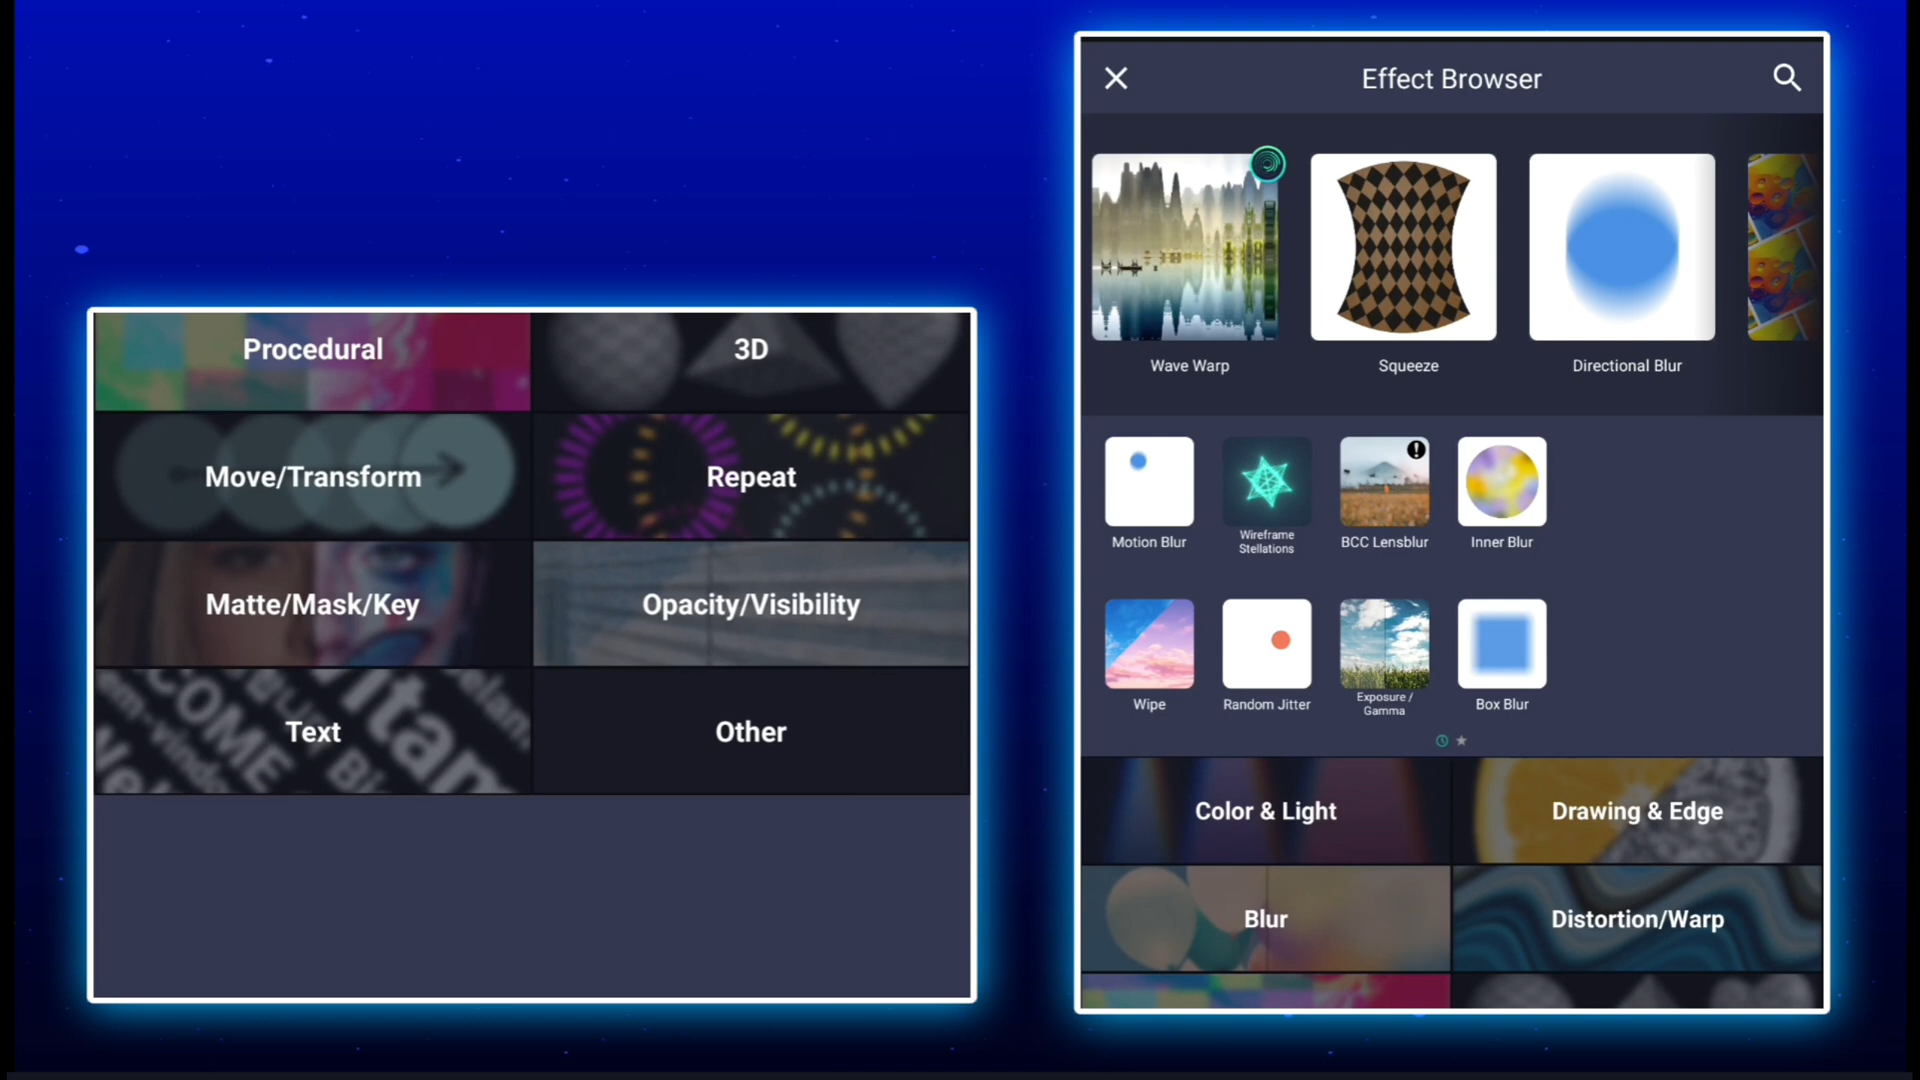 Procedural
3D
Move/Transform
Repeat
Matte/Mask/Key
Opacity/Visibility
Text
Other
Effect Browser
Wave Warp
Squeeze
Directional Blur
Motion Blur
Wireframe
Stellations
BCC Lensblur
Inner Blur
Wipe
Random Jitter
Exposure /
Gamma
Box Blur
Color & Light
Drawing & Edge
Blur
Distortion/Warp